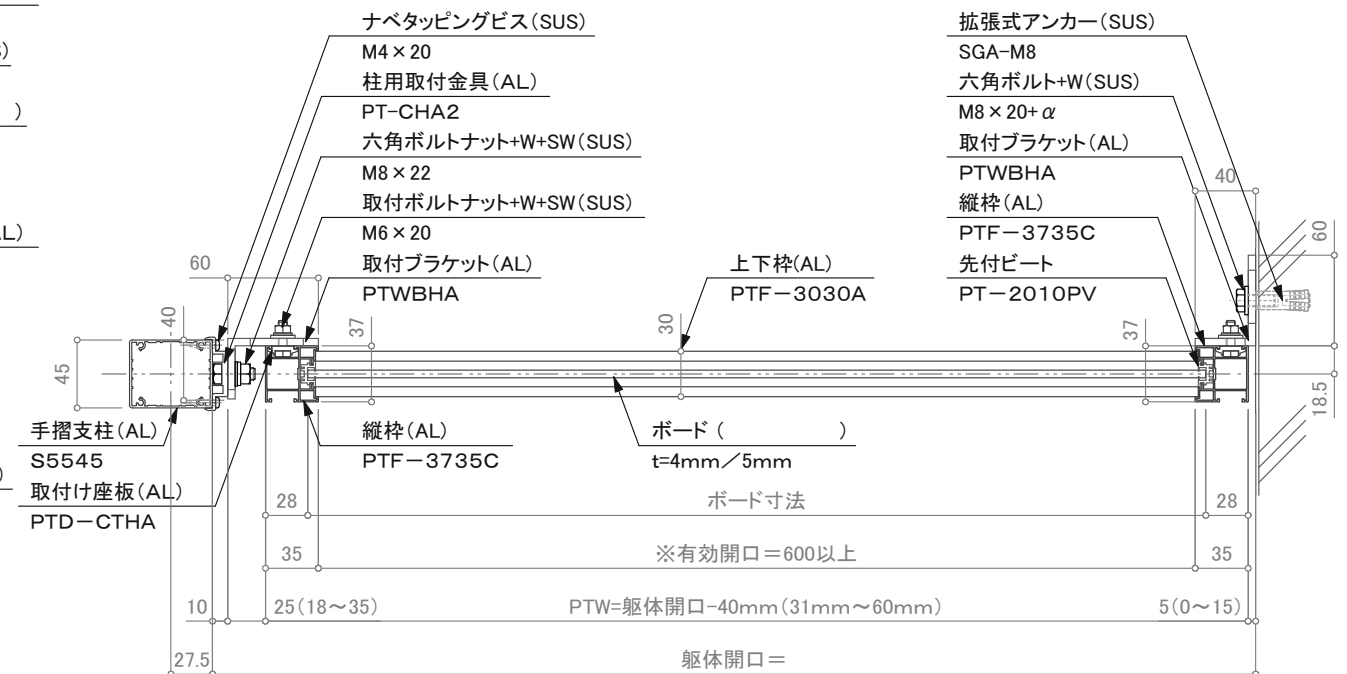 )
)
AL)
)
ナベタッピングビス(SUS)
M4×20
柱用取付金具(AL)
PT-CHA2
六角ボルトナット+W+SW(SUS)
M8×22
取付ボルトナット+W+SW(SUS)
M6×20
取付ブラケット(AL)
PTWBHA
拡張式アンカー(SUS)
SGA-M8
六角ボルト+W(SUS)
M8×20+α
取付ブラケット(AL)
PTWBHA
縦枠(AL)
PTF-3735C
先付ビート
PT-2010PV
上下枠(AL)
PTF-3030A
40
60
60
40
37
30
37
45
18.5
手摺支柱(AL)
S5545
取付け座板(AL)
PTD-CTHA
縦枠(AL)
PTF-3735C
ボード( )
t=4mm/5mm
28
ボード寸法
28
35
※有効開口=600以上
35
10
25(18~35)
PTW=躯体開口-40mm(31mm~60mm)
5(0~15)
27.5
躯体開口=